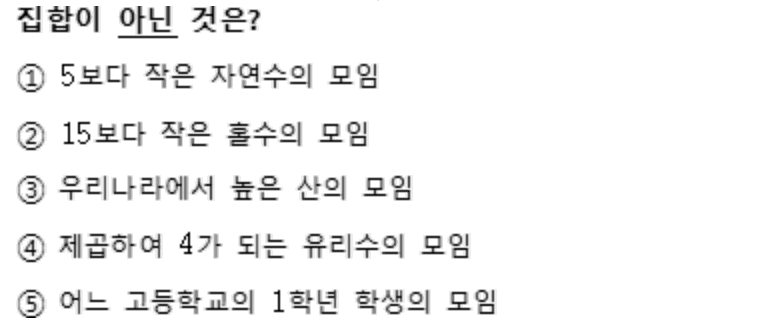 집합이 아닌 것은?
① 5보다 작은 자연수의 모임
② 15보다 작은 홀수의 모임
③ 우리나라에서 높은 산의 모임
④ 제곱하여 4가 되는 유리수의 모임
⑤ 어느 고등학교의 1학년 학생의 모임